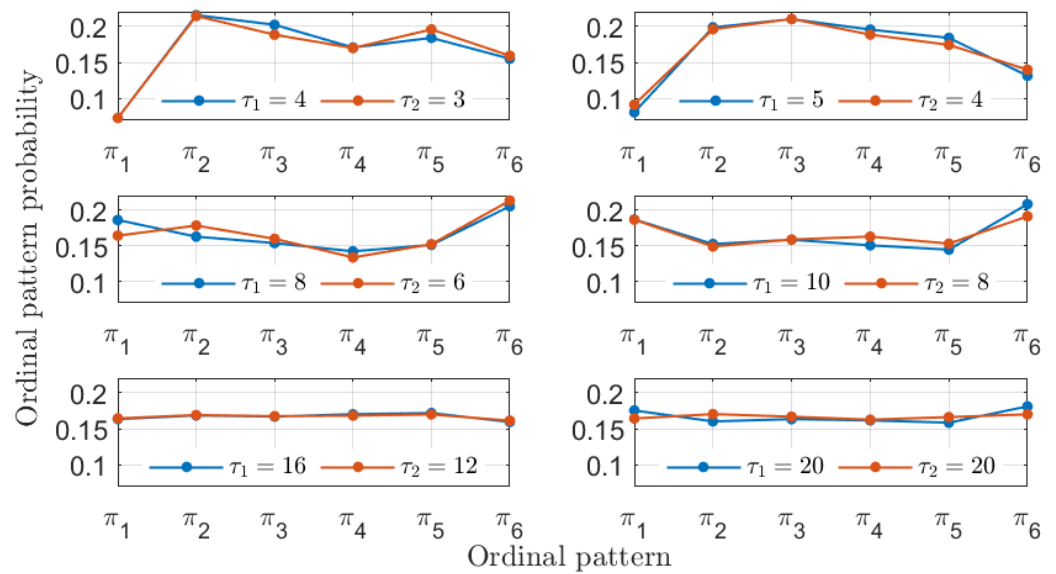 0.2
0.15
0.1
τ₁ = 4 τ₂ = 3
π₁ π₂ π₃ π₄ π₅ π₆
0.2
0.15
0.1
τ₁ = 5 τ₂ = 4
π₁ π₂ π₃ π₄ π₅ π₆
Ordinal pattern probability
0.2
0.15
0.1
τ₁ = 8 τ₂ = 6
π₁ π₂ π₃ π₄ π₅ π₆
0.2
0.15
0.1
τ₁ = 10 τ₂ = 8
π₁ π₂ π₃ π₄ π₅ π₆
0.2
0.15
0.1
τ₁ = 16 τ₂ = 12
π₁ π₂ π₃ π₄ π₅ π₆
0.2
0.15
0.1
τ₁ = 20 τ₂ = 20
π₁ π₂ π₃ π₄ π₅ π₆
Ordinal pattern